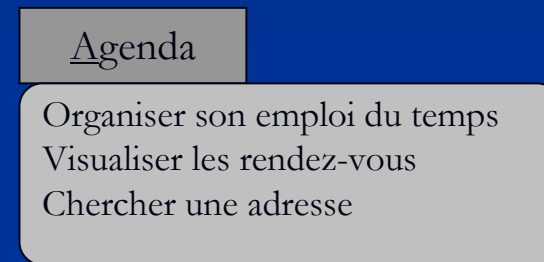 Agenda
Organiser son emploi du temps
Visualiser les rendez-vous
Chercher une adresse